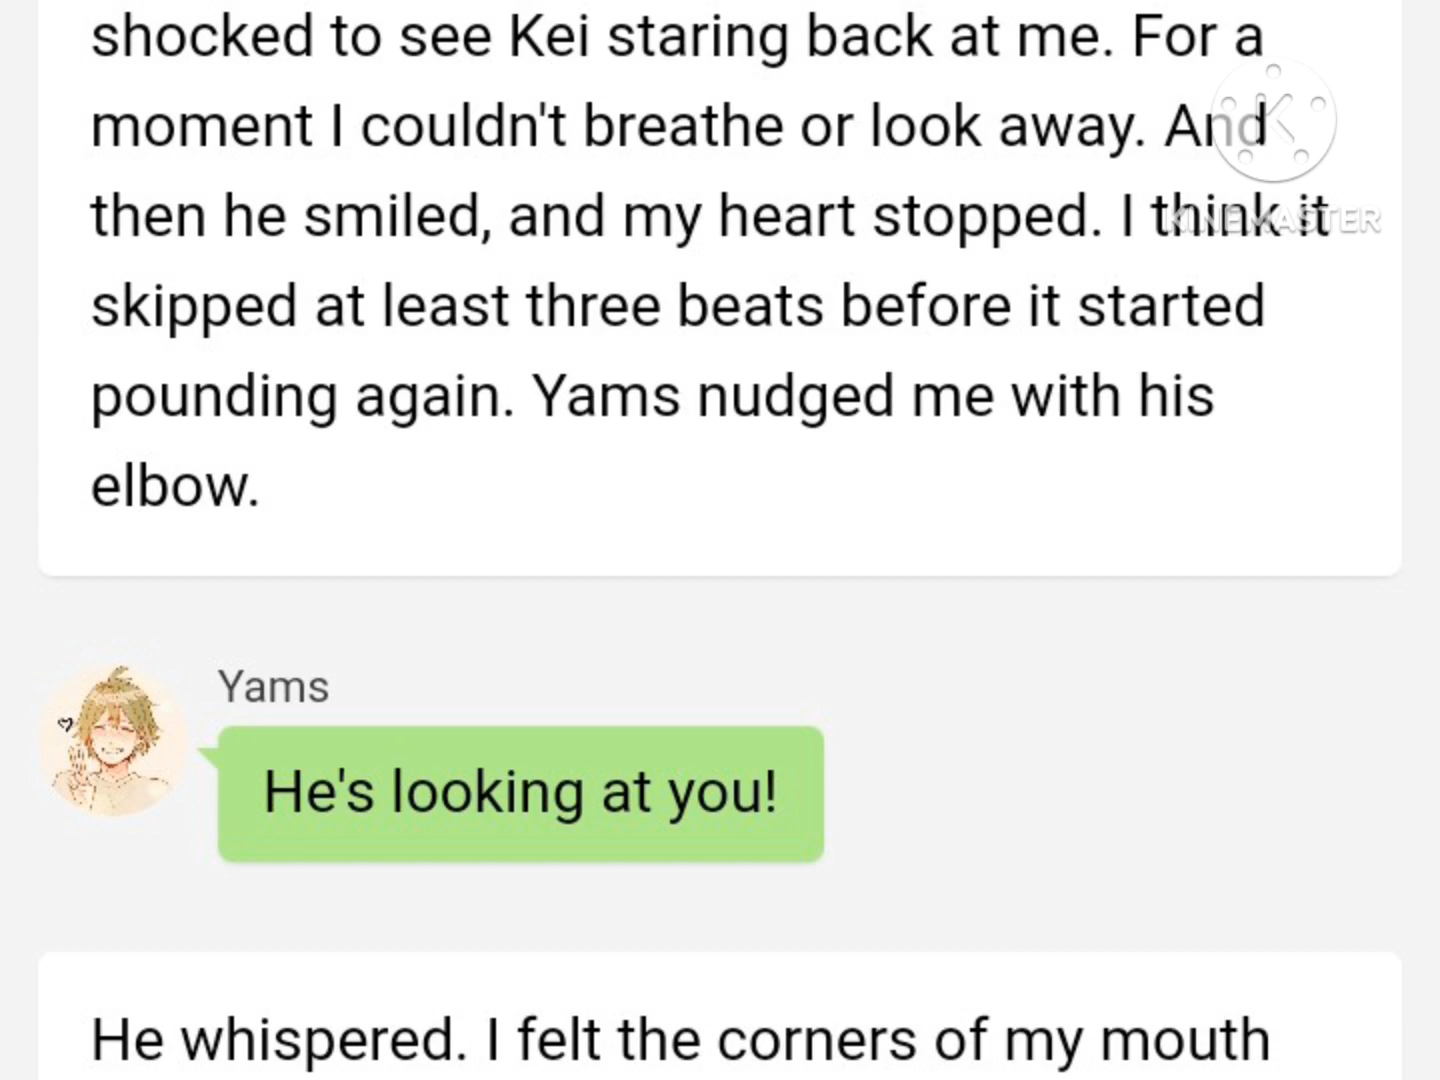 shocked to see Kei staring back at me. For a
moment I couldn't breathe or look away. And
then he smiled, and my heart stopped. I think it
KINEMASTER
skipped at least three beats before it started
pounding again. Yams nudged me with his
elbow.
Yams
He's looking at you!
He whispered. I felt the corners of my mouth